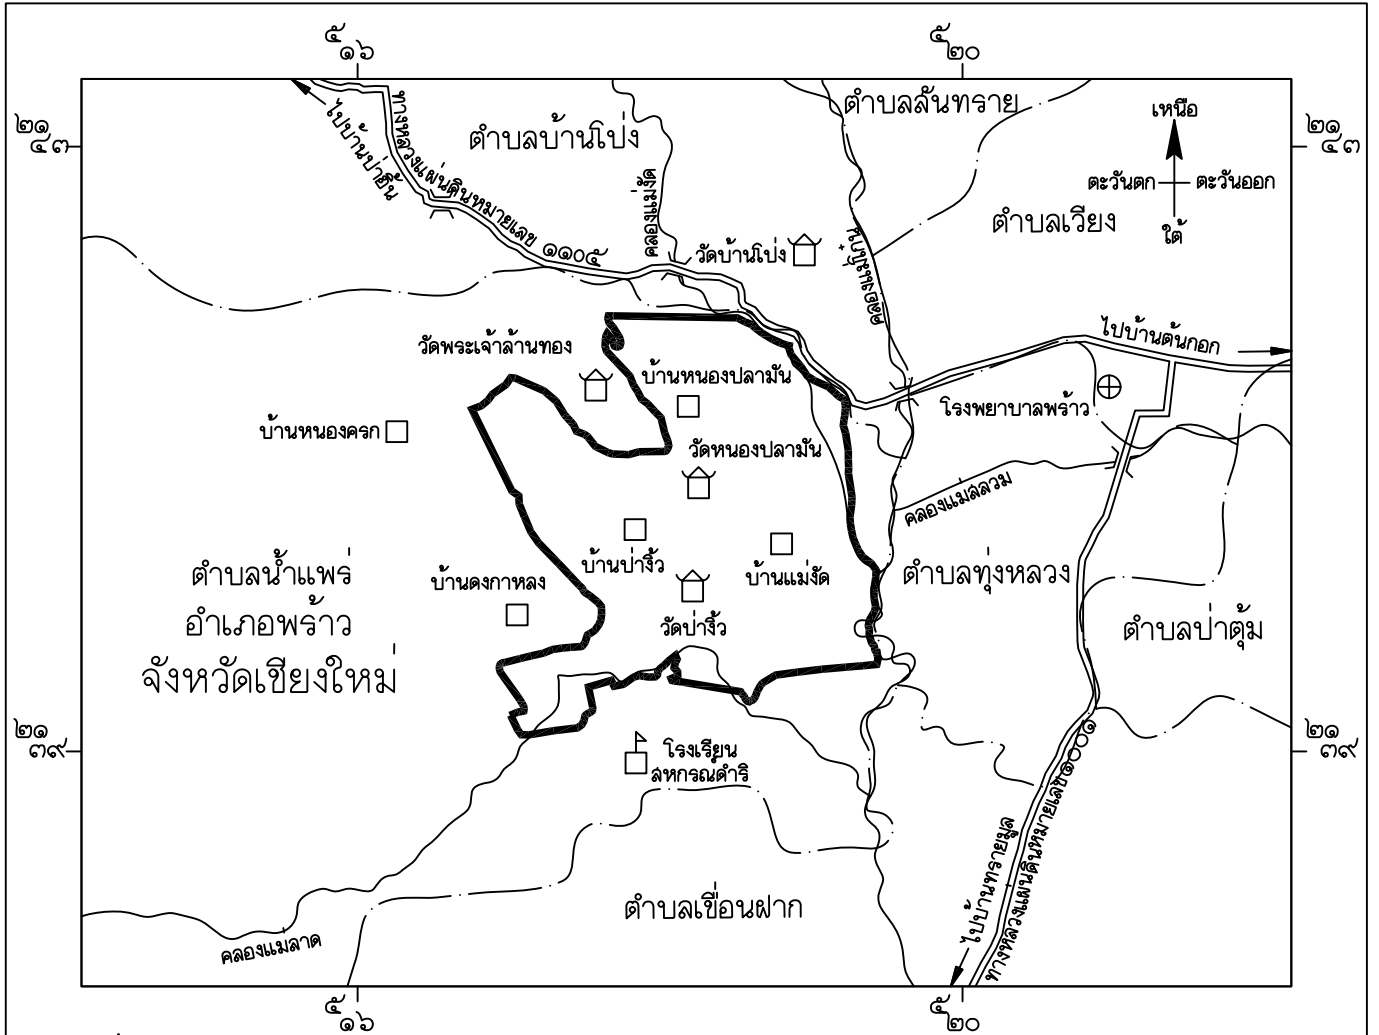 ๕๑๖
๕๒๐
ตำบลสันทราย
เหนือ
๒๑๔๓
ตำบลบ้านโป่ง
๒๑๔๓
ทางหลวงแผ่นดินหมายเลข ๑๑๐๕
ไปบ้านป่าฮิ้น
ตะวันตก
ตะวันออก
คลองแม่งัด
ตำบลเวียง
ใต้
วัดบ้านโป่ง
คลองแม่โกน
ไปบ้านต้นกอก
วัดพระเจ้าล้านทอง
บ้านหนองปลามัน
โรงพยาบาลพร้าว
บ้านหนองครก
วัดหนองปลามัน
คลองแม่สลวม
ตำบลน้ำแพร่
อำเภอพร้าว
จังหวัดเชียงใหม่
บ้านดงกาหลง
บ้านป่างิ้ว
บ้านแม่งัด
ตำบลทุ่งหลวง
วัดป่างิ้ว
ตำบลป่าตุ้ม
๒๑๓๙
โรงเรียน
สหกรณ์ดำริ
๒๑๓๙
ทางหลวงแผ่นดินหมายเลข๑๐๐๑
ไปบ้านทรายมูล
ตำบลเขื่อนฝาก
คลองแม่ลาด
๕๑๖
๕๒๐